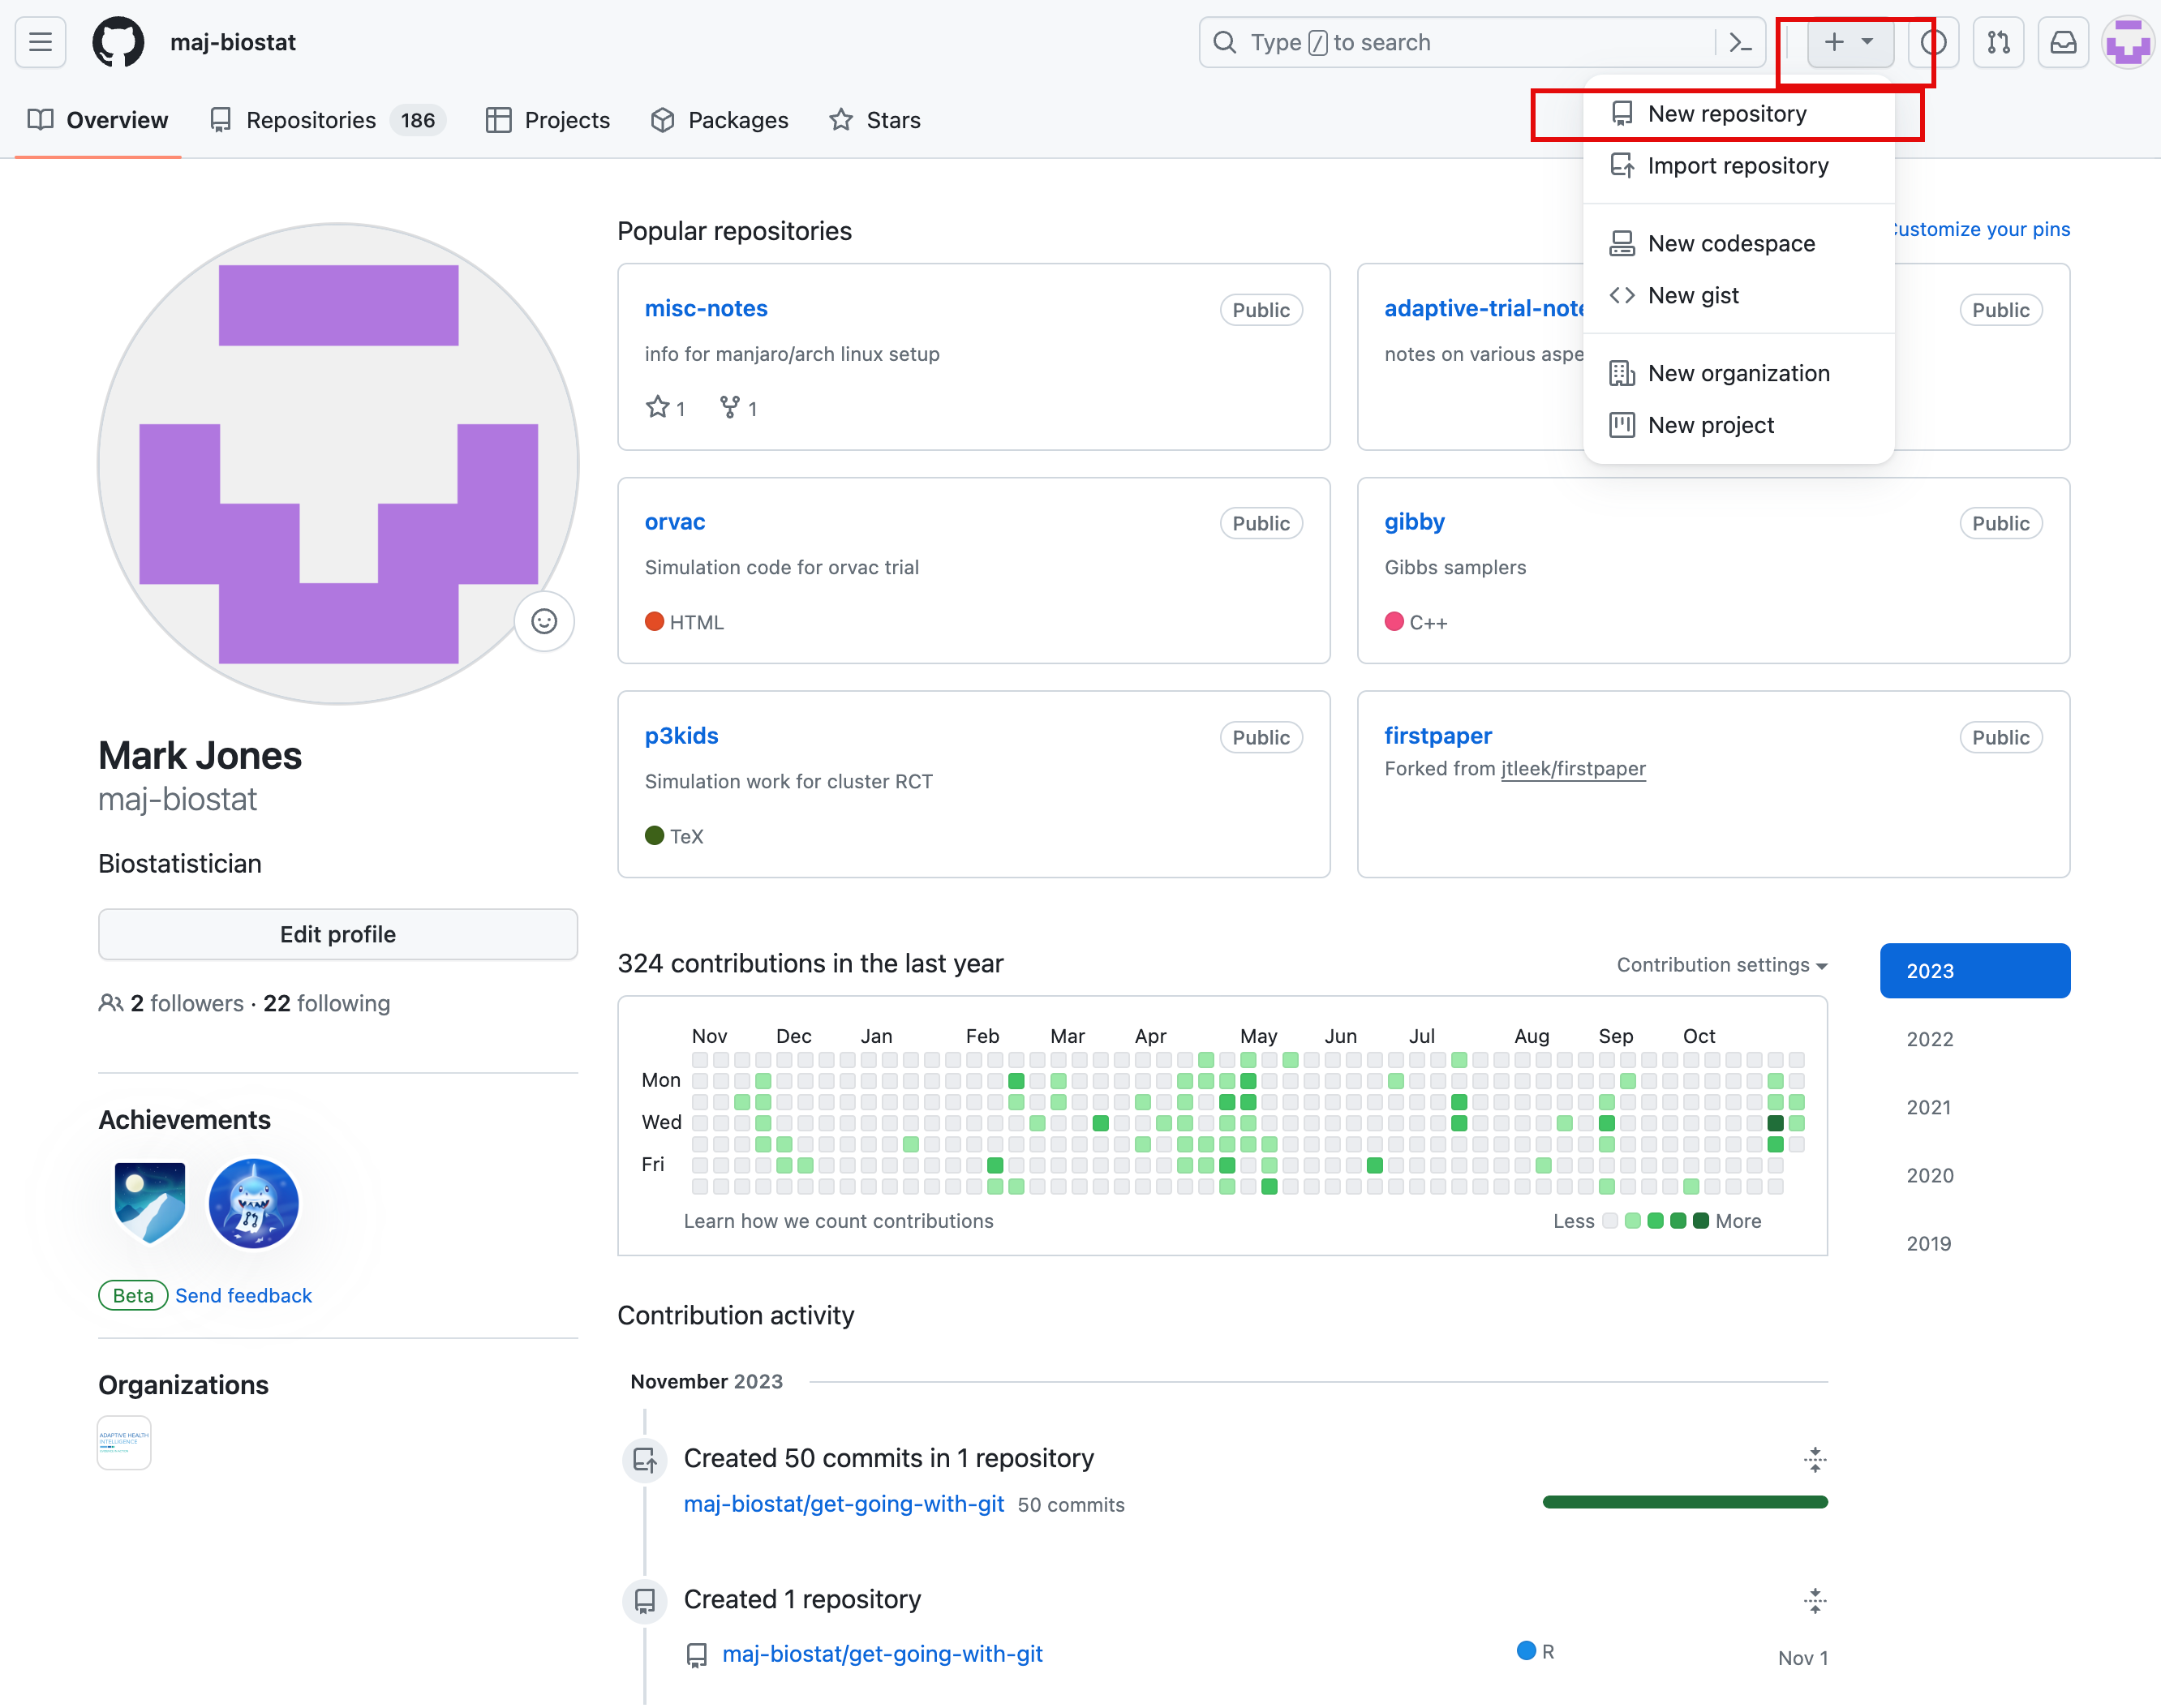 maj-biostat
Type / to search
Overview
Repositories 186
Projects
Packages
Stars
New repository
Import repository
New codespace
New gist
New organization
New project
Popular repositories
Customize your pins
misc-notes
Public
info for manjaro/arch linux setup
1
1
adaptive-trial-note
Public
notes on various aspe
orvac
Public
Simulation code for orvac trial
HTML
gibby
Public
Gibbs samplers
C++
p3kids
Public
Simulation work for cluster RCT
TeX
firstpaper
Public
Forked from jtleek/firstpaper
Mark Jones
maj-biostat
Biostatistician
Edit profile
2 followers · 22 following
Achievements
Beta Send feedback
Organizations
ADAPTIVE HEALTH
INTELLIGENCE
324 contributions in the last year
Contribution settings
Nov Dec Jan Feb Mar Apr May Jun Jul Aug Sep Oct
Mon
Wed
Fri
Learn how we count contributions
Less More
2023
2022
2021
2020
2019
Contribution activity
November 2023
Created 50 commits in 1 repository
maj-biostat/get-going-with-git 50 commits
Created 1 repository
maj-biostat/get-going-with-git
R
Nov 1